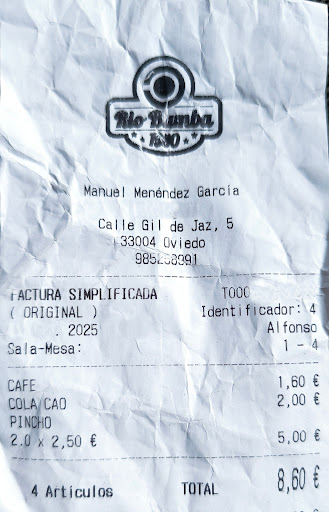 Rio Bamba
Manuel Menéndez García
Calle Gil de Jaz, 5
33004 Oviedo
FACTURA SIMPLIFICADA
( ORIGINAL ) Identificador: 4
. 2025 Alfonso
Sala-Mesa: 1 - 4
CAFE 1,60 €
COLA CAO 2,00 €
PINCHO
2.0 x 2,50 € 5,00 €
4 Articulos TOTAL 8,60 €